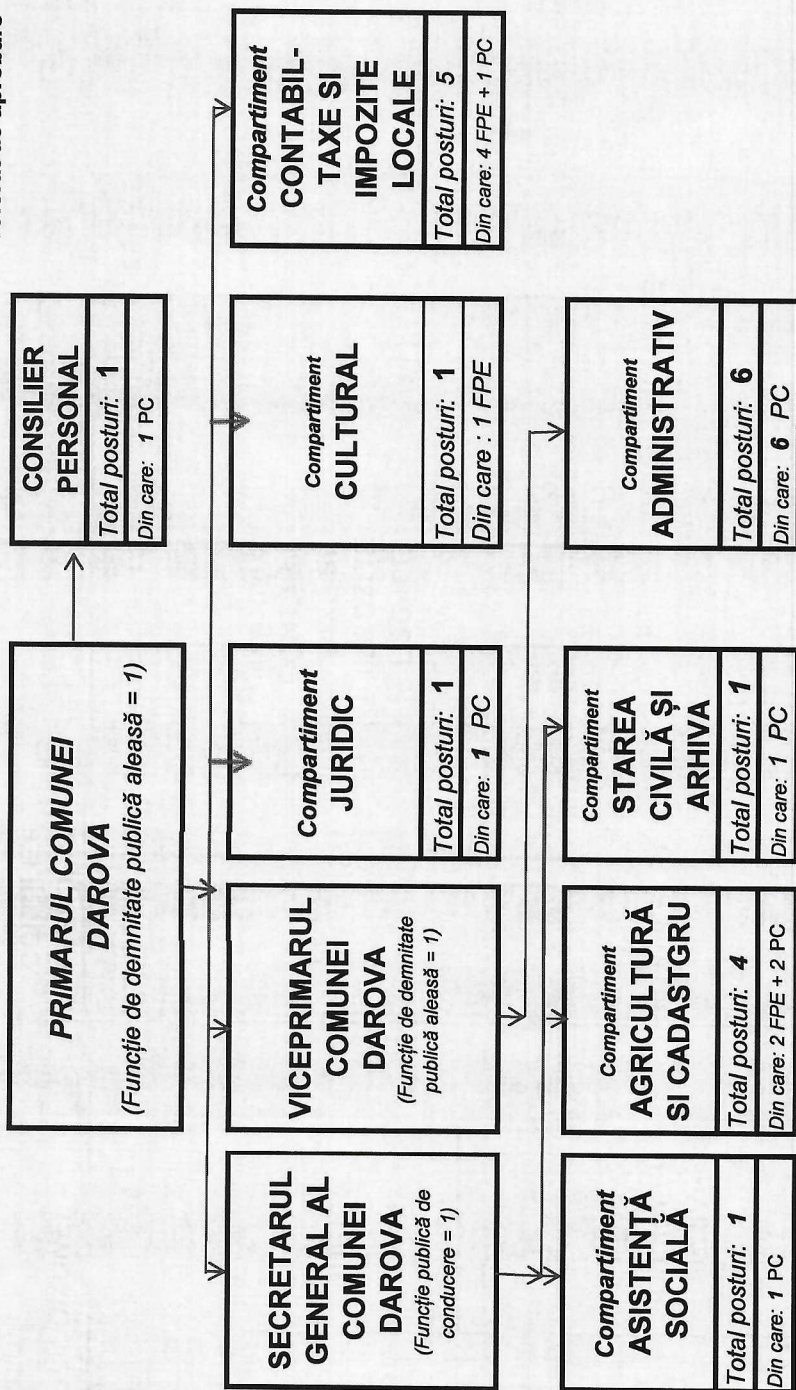 PRIMARUL COMUNEI
DAROVA
(Funcție de demnitate publică aleasă = 1)
CONSILIER
PERSONAL
Total posturi: 1
Din care: 1 PC
aprobare
SECRETARUL
GENERAL AL
COMUNEI
DAROVA
(Funcție publică de
conducere = 1)
VICEPRIMARUL
COMUNEI
DAROVA
(Funcție de demnitate
publică aleasă = 1)
Compartiment
JURIDIC
Total posturi: 1
Din care: 1 PC
Compartiment
CULTURAL
Total posturi: 1
Din care : 1 FPE
Compartiment
CONTABIL-
TAXE SI
IMPOZITE
LOCALE
Total posturi: 5
Din care: 4 FPE + 1 PC
Compartiment
ASISTENȚĂ
SOCIALĂ
Total posturi: 1
Din care: 1 PC
Compartiment
AGRICULTURĂ
SI CADASTGRU
Total posturi: 4
Din care: 2 FPE + 2 PC
Compartiment
STAREA
CIVILĂ ȘI
ARHIVA
Total posturi: 1
Din care: 1 PC
Compartiment
ADMINISTRATIV
Total posturi: 6
Din care: 6 PC